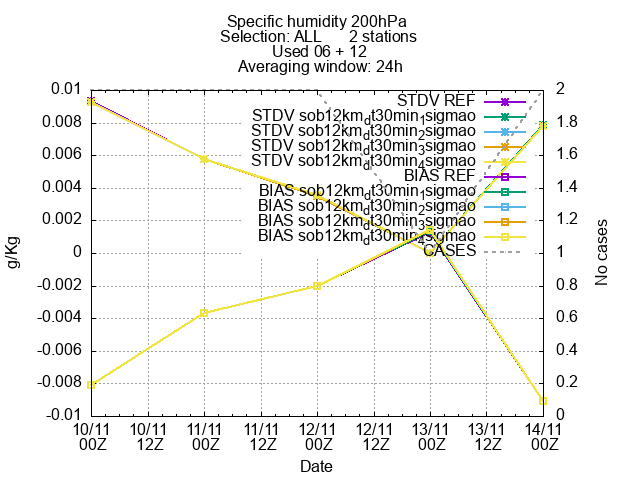 Specific humidity 200hPa
Selection: ALL 2 stations
Used 06 + 12
Averaging window: 24h
0.01
0.008
0.006
0.004
0.002
0
-0.002
-0.004
-0.006
-0.008
-0.01
g/Kg
2
1.8
1.6
1.4
1.2
1
0.8
0.6
0.4
0.2
0
No cases
STDV REF
STDV sob12km_dt30min_1sigmao
STDV sob12km_dt30min_2sigmao
STDV sob12km_dt30min_3sigmao
STDV sob12km_dt30min_4sigmao
BIAS REF
BIAS sob12km_dt30min_1sigmao
BIAS sob12km_dt30min_2sigmao
BIAS sob12km_dt30min_3sigmao
BIAS sob12km_dt30min_4sigmao
CASES
10/11 10/11 11/11 11/11 12/11 12/11 13/11 13/11 14/11
00Z 12Z 00Z 12Z 00Z 12Z 00Z 12Z 00Z
Date